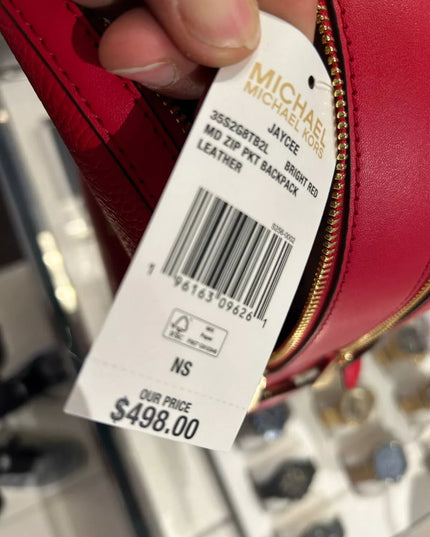 MICHAEL
MICHAEL KORS
JAYCEE
35S2G8TB2L BRIGHT RED
MD ZIP PKT BACKPACK
LEATHER
1 96163 09626 1
NS
OUR PRICE
$498.00